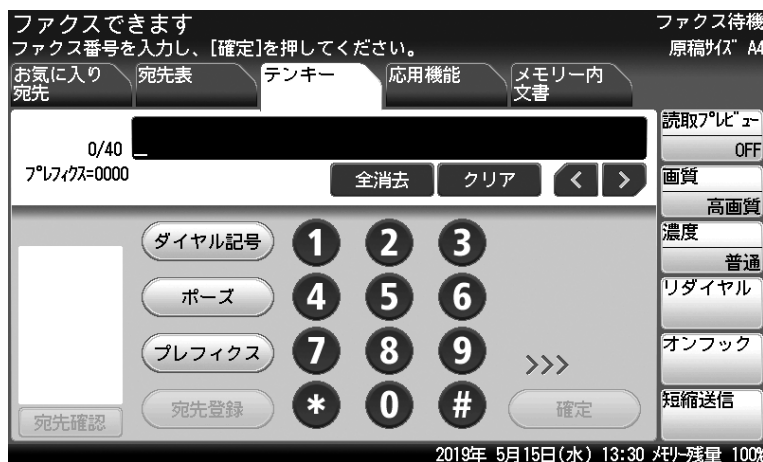 ファクスできます
ファクス待機
ファクス番号を入力し、[確定]を押してください。
原稿ｻｲｽﾞ A4
お気に入り
宛先
宛先表
テンキー
応用機能
メモリー内
文書
0/40
ﾌﾟﾚﾌｨｸｽ=0000
全消去
クリア
<
>
ダイヤル記号
1
2
3
ポーズ
4
5
6
プレフィクス
7
8
9
>>>
宛先確認
宛先登録
*
0
#
確定
読取ﾌﾟﾚﾋﾞｭｰ
OFF
画質
高画質
濃度
普通
リダイヤル
オンフック
短縮送信
2019年 5月15日(水) 13:30 ﾒﾓﾘｰ残量 100%